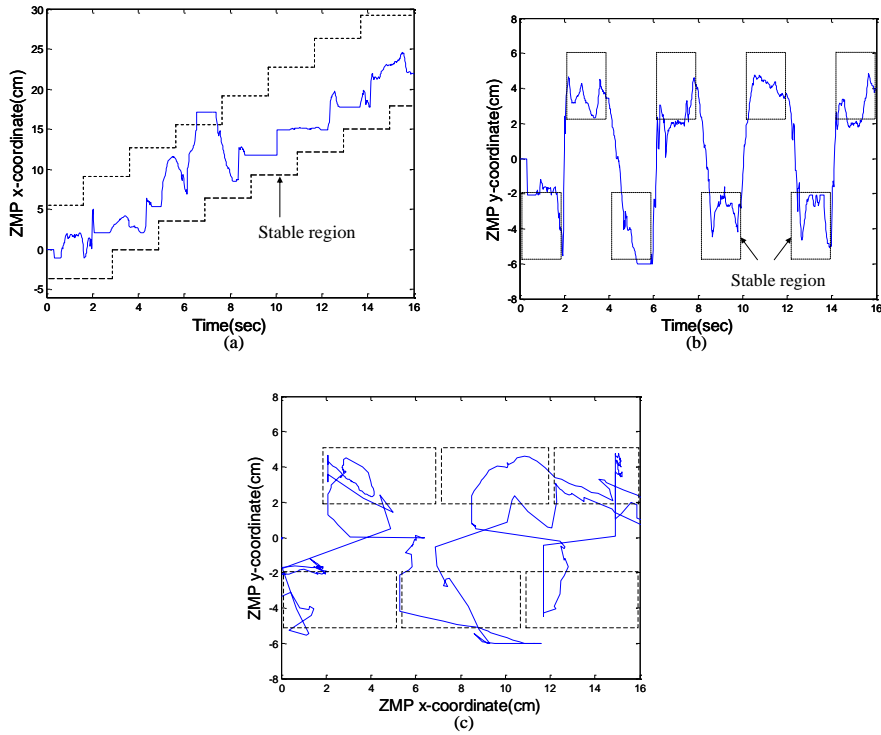 30
25
20
15
10
5
0
-5
ZMP x-coordinate(cm)
Stable region
0 2 4 6 8 10 12 14 16
Time(sec)
(a)
8
6
4
2
0
-2
-4
-6
-8
ZMP y-coordinate(cm)
Stable region
0 2 4 6 8 10 12 14 16
Time(sec)
(b)
8
6
4
2
0
-2
-4
-6
-8
ZMP y-coordinate(cm)
0 2 4 6 8 10 12 14 16
ZMP x-coordinate(cm)
(c)